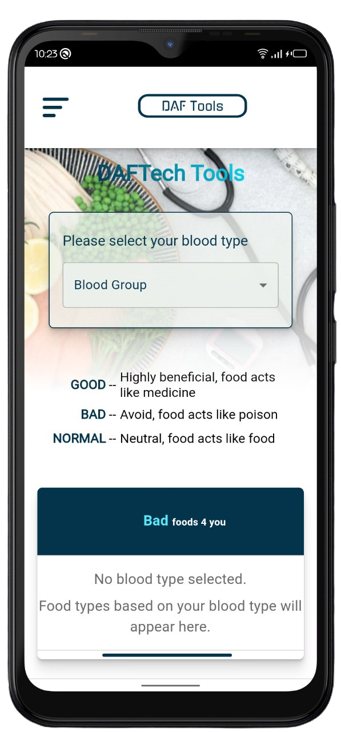 10:23
DAF Tools
DAFTech Tools
Please select your blood type
Blood Group
GOOD -- Highly beneficial, food acts
like medicine
BAD -- Avoid, food acts like poison
NORMAL -- Neutral, food acts like food
Bad foods 4 you
No blood type selected.
Food types based on your blood type will
appear here.